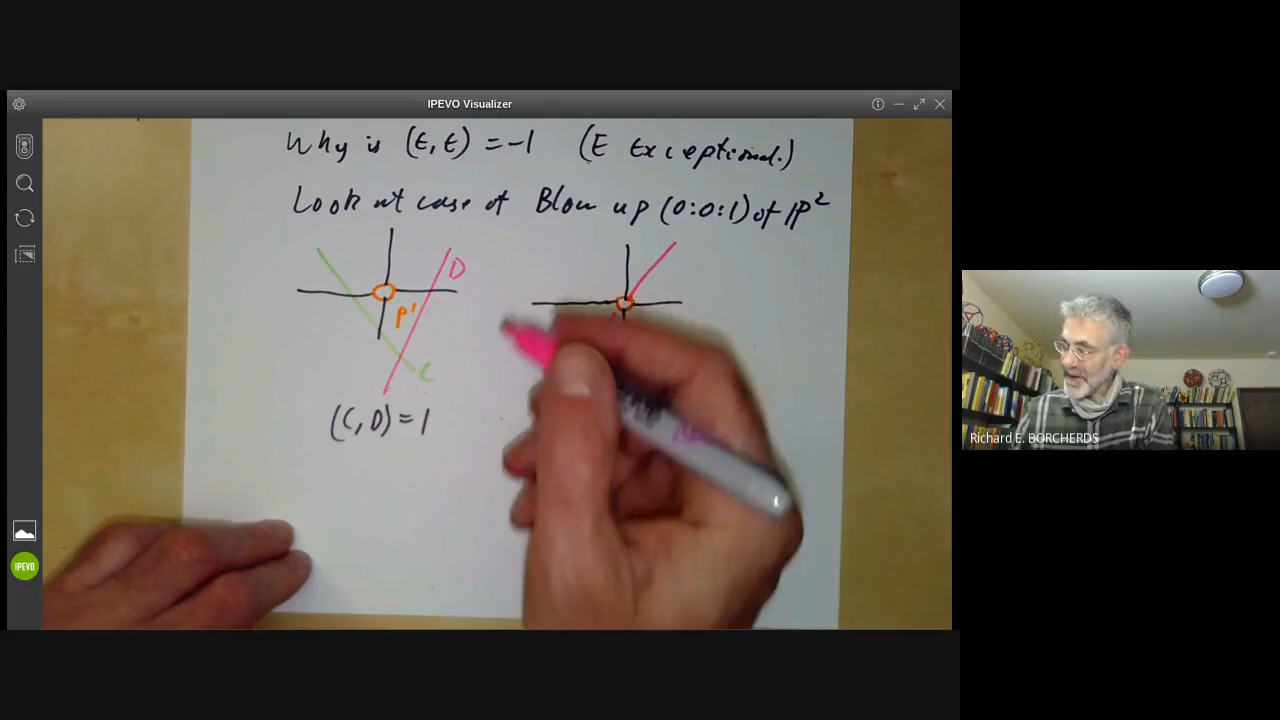 IPEVO Visualizer
Why is (E, E) = -1 (E Exceptional.)
Look at case of Blow up (0:0:1) of P²
D
P'
C
(C, D) = 1
Richard E. BORCHERDS
IPEVO